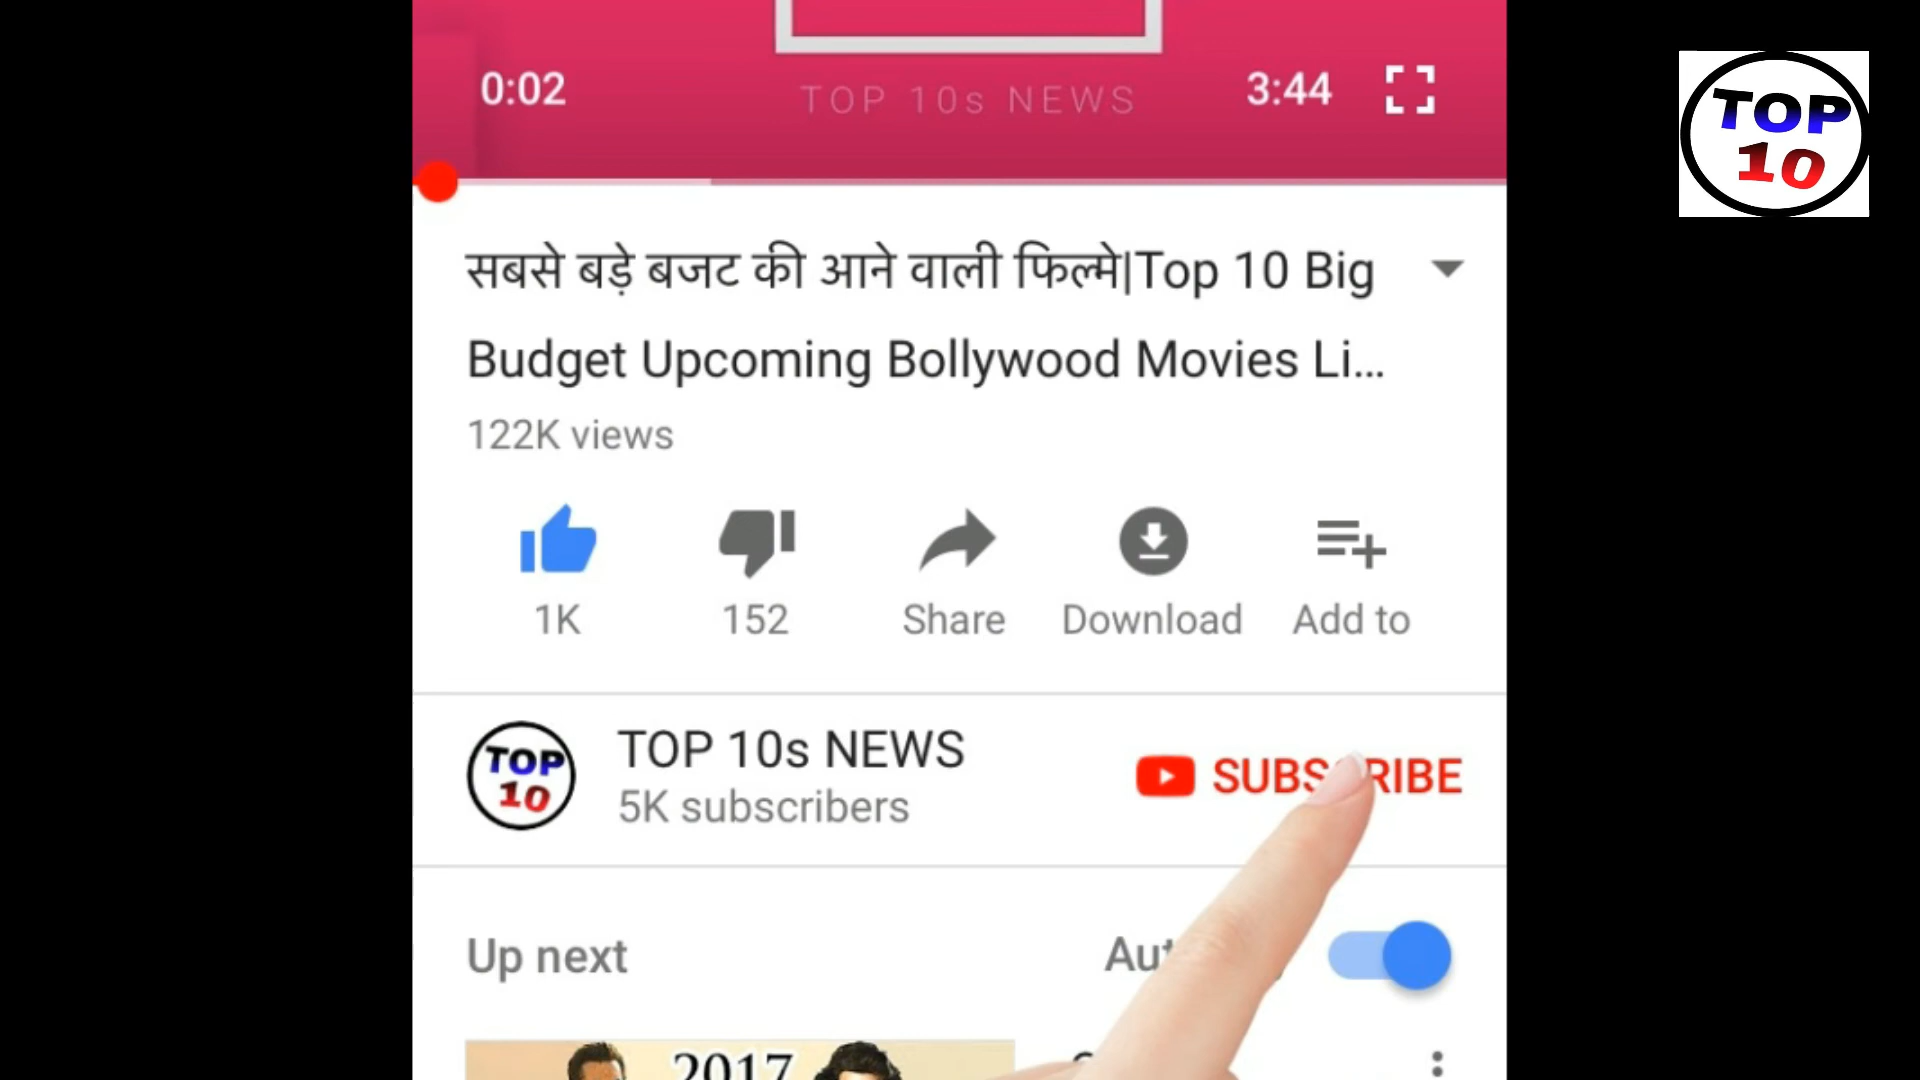 0:02
TOP 10s NEWS
3:44
TOP
10
सबसे बड़े बजट की आने वाली फिल्मे|Top 10 Big
Budget Upcoming Bollywood Movies Li...
122K views
1K
152
Share
Download
Add to
TOP
10
TOP 10s NEWS
5K subscribers
SUBSCRIBE
Up next
2017